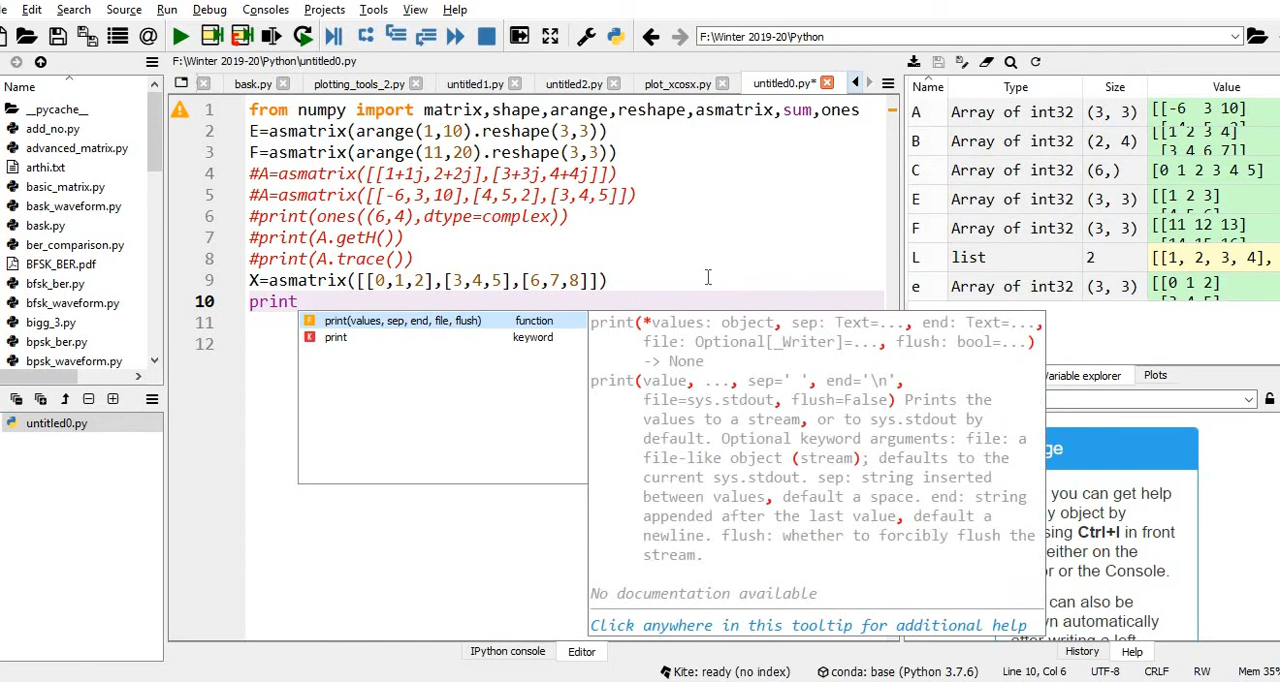 Edit Search Source Run Debug Consoles Projects Tools View Help
F:\Winter 2019-20\Python
F:\Winter 2019-20\Python\untitled0.py
Name
__pycache__
add_no.py
advanced_matrix.py
arthi.txt
basic_matrix.py
bask_waveform.py
bask.py
ber_comparison.py
BFSK_BER.pdf
bfsk_ber.py
bfsk_waveform.py
bigg_3.py
bpsk_ber.py
bpsk_waveform.py
untitled0.py
bask.py plotting_tools_2.py untitled1.py untitled2.py plot_xcosx.py untitled0.py*
1 from numpy import matrix,shape,arange,reshape,asmatrix,sum,ones
2 E=asmatrix(arange(1,10).reshape(3,3))
3 F=asmatrix(arange(11,20).reshape(3,3))
4 #A=asmatrix([[1+1j,2+2j],[3+3j,4+4j]])
5 #A=asmatrix([[-6,3,10],[4,5,2],[3,4,5]])
6 #print(ones((6,4),dtype=complex))
7 #print(A.getH())
8 #print(A.trace())
9 X=asmatrix([[0,1,2],[3,4,5],[6,7,8]])
10 print
11
12
print(values, sep, end, file, flush) function
print keyword
print(*values: object, sep: Text=..., end: Text=...,
file: Optional[_Writer]=..., flush: bool=...)
-> None
print(value, ..., sep=' ', end='\n',
file=sys.stdout, flush=False) Prints the
values to a stream, or to sys.stdout by
default. Optional keyword arguments: file: a
file-like object (stream); defaults to the
current sys.stdout. sep: string inserted
between values, default a space. end: string
appended after the last value, default a
newline. flush: whether to forcibly flush the
stream.
No documentation available
Click anywhere in this tooltip for additional help
Name Type Size Value
A Array of int32 (3, 3) [[-6 3 10]
B Array of int32 (2, 4) [[1 2 3 4]
[3 4 6 7]]
C Array of int32 (6,) [0 1 2 3 4 5]
E Array of int32 (3, 3) [[1 2 3]
F Array of int32 (3, 3) [[11 12 13]
L list 2 [[1, 2, 3, 4],
e Array of int32 (3, 3) [[0 1 2]
Variable explorer Plots
you can get help
y object by
sing Ctrl+I in front
either on the
or or the Console.
can also be
wn automatically
History Help
IPython console Editor
Kite: ready (no index) conda: base (Python 3.7.6) Line 10, Col 6 UTF-8 CRLF RW Mem 35%